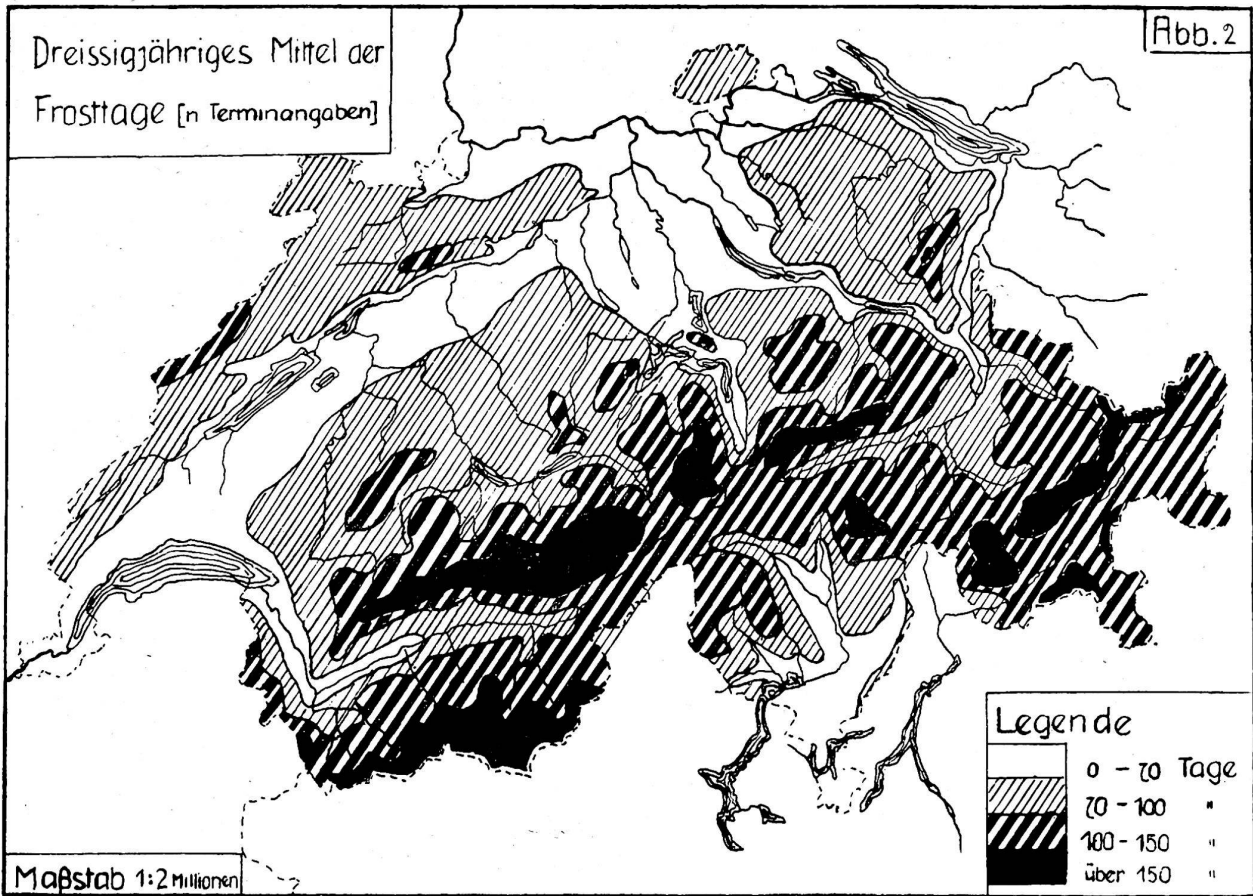 Dreissigjähriges Mittel der
Frosttage [n Terminangaben]
Abb. 2
Legende
0 - 70 Tage
70 - 100 "
100 - 150 "
über 150 "
Maßstab 1:2 Millionen